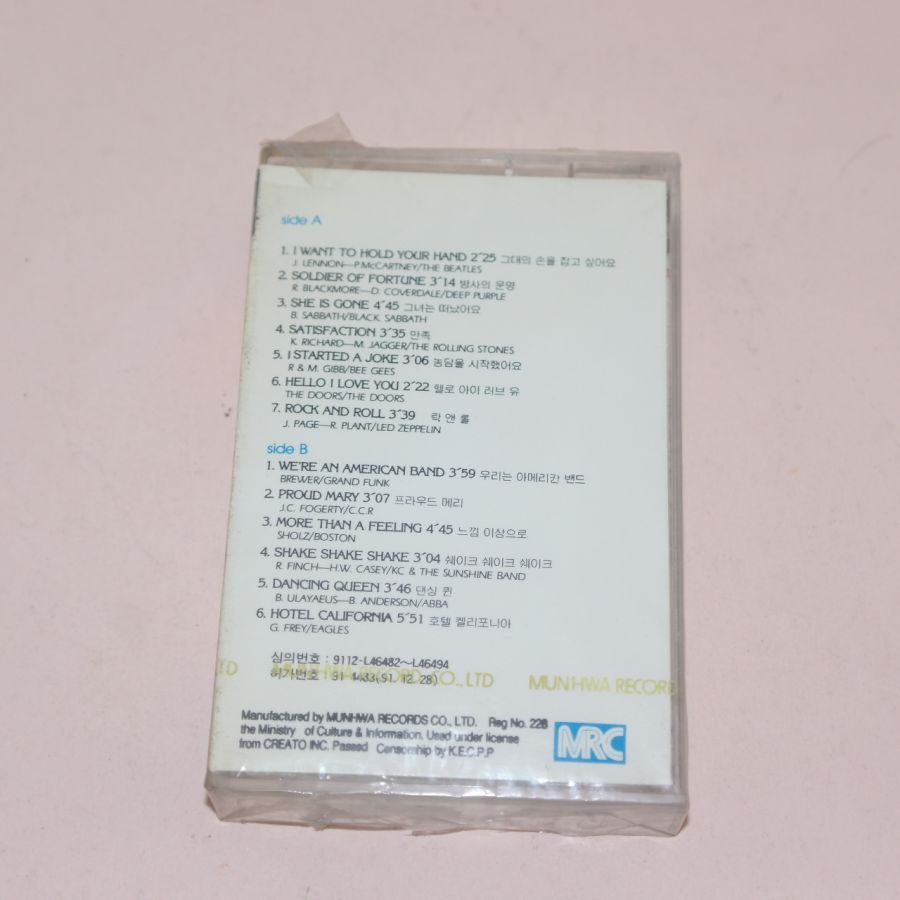 side A
1. I WANT TO HOLD YOUR HAND 2˝25 그대의 손을 잡고 싶어요
J. LENNON—P.McCARTNEY/THE BEATLES
2. SOLDIER OF FORTUNE 3˝14 병사의 운명
R. BLACKMORE—D. COVERDALE/DEEP PURPLE
3. SHE IS GONE 4˝45 그녀는 떠났어요
B. SABBATH/BLACK SABBATH
4. SATISFACTION 3˝35 만족
K. RICHARD—M. JAGGER/THE ROLLING STONES
5. I STARTED A JOKE 3˝06 농담을 시작했어요
R & M. GIBB/BEE GEES
6. HELLO I LOVE YOU 2˝22 헬로 아이 러브 유
THE DOORS/THE DOORS
7. ROCK AND ROLL 3˝39 락 앤 롤
J. PAGE—R. PLANT/LED ZEPPELIN
side B
1. WE'RE AN AMERICAN BAND 3˝59 우리는 아메리칸 밴드
BREWER/GRAND FUNK
2. PROUD MARY 3˝07 프라우드 메리
J.C. FOGERTY/C.C.R
3. MORE THAN A FEELING 4˝45 느낌 이상으로
SHOLZ/BOSTON
4. SHAKE SHAKE SHAKE 3˝04 쉐이크 쉐이크 쉐이크
R. FINCH—H.W. CASEY/KC & THE SUNSHINE BAND
5. DANCING QUEEN 3˝46 댄싱 퀸
B. ULAYAEUS—B. ANDERSON/ABBA
6. HOTEL CALIFORNIA 5˝51 호텔 켈리포니아
G. FREY/EAGLES
심의번호 : 9112-L46482~L46494
허가번호 : 91-4433(91. 12. 28)
LTD MUNHWA RECORD CO., LTD MUNHWA RECORD
Manufactured by MUNHWA RECORDS CO., LTD. Reg No. 226
the Ministry of Culture & Information. Used under license
from CREATO INC. Passed Censorship by K.E.C.P.P
MRC